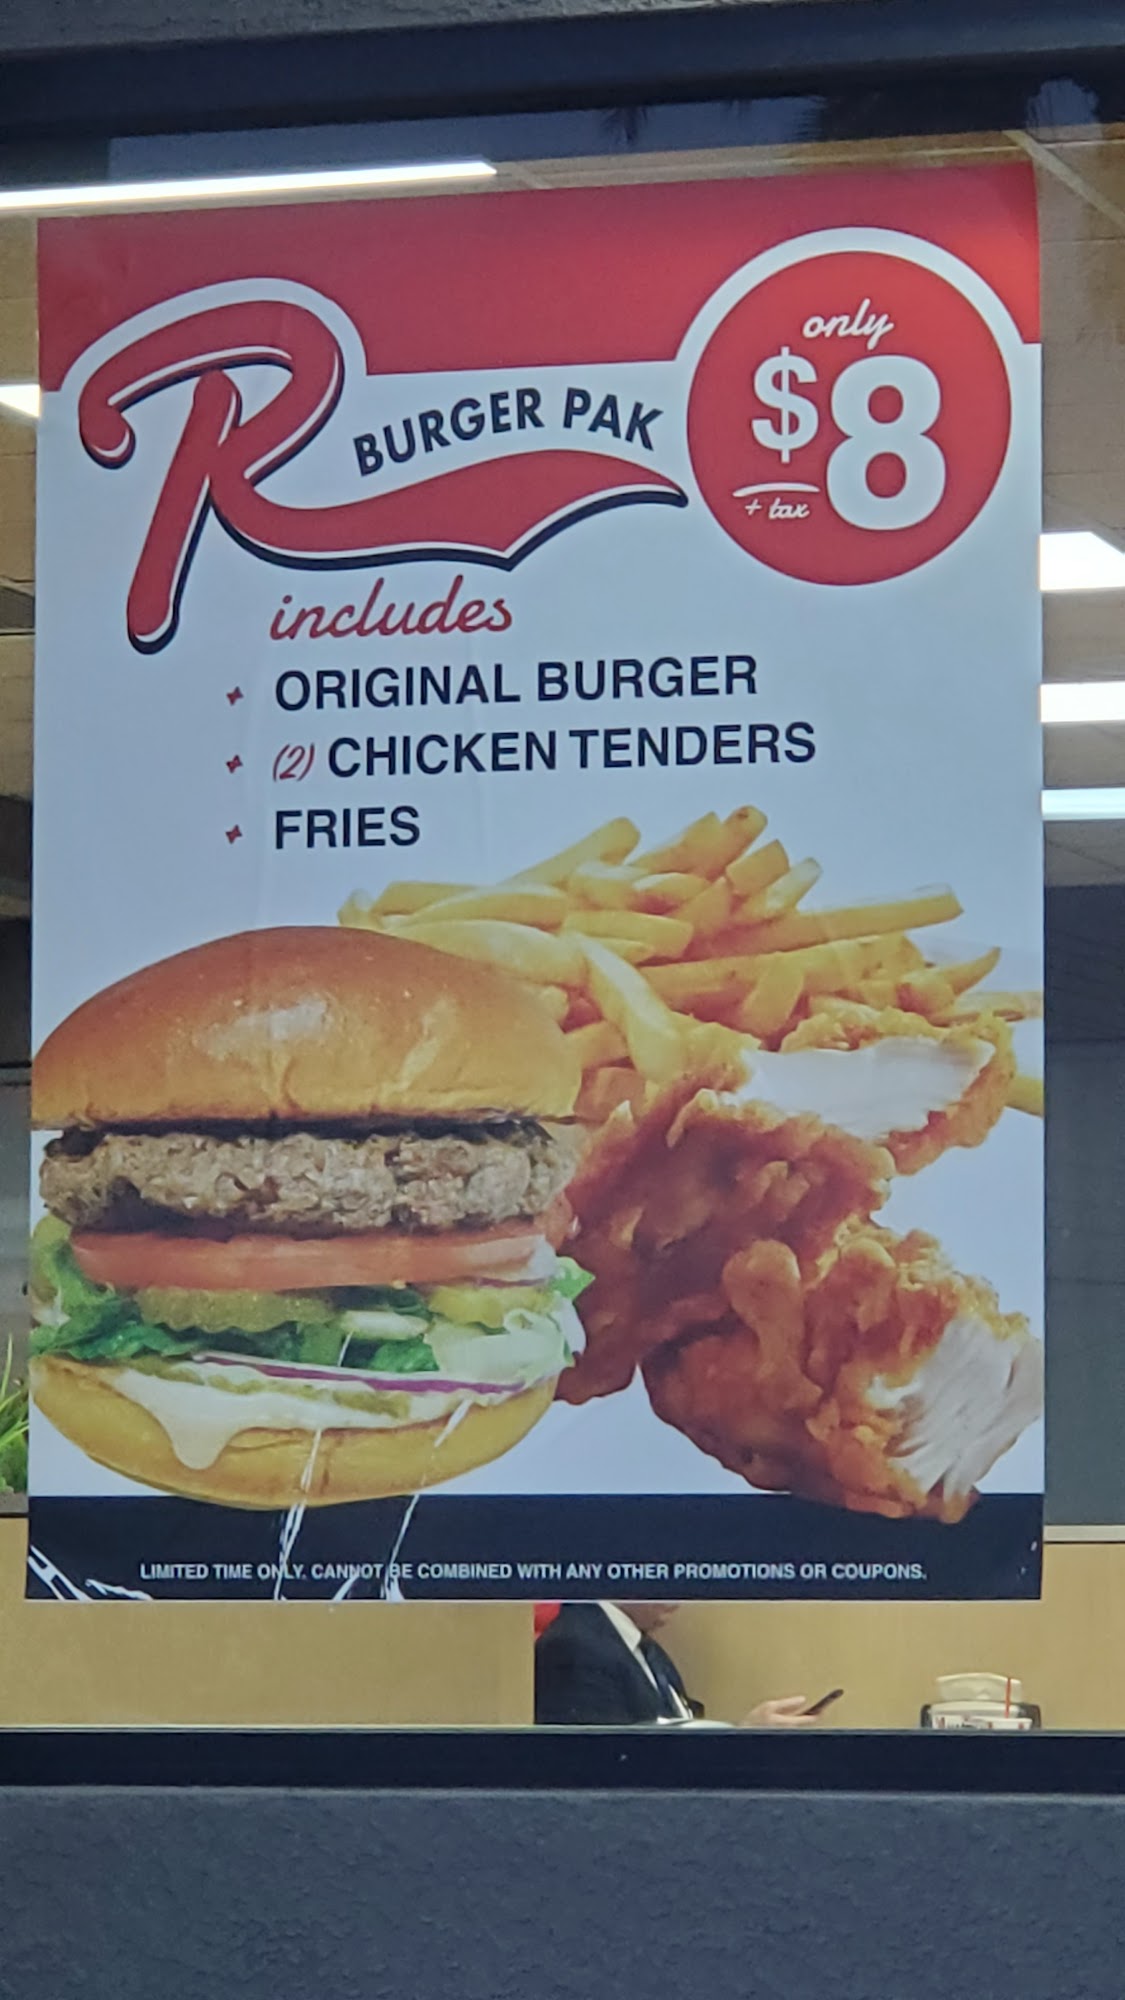 R BURGER PAK
only
$8
+ tax
includes
ORIGINAL BURGER
(2) CHICKEN TENDERS
FRIES
LIMITED TIME ONLY. CANNOT BE COMBINED WITH ANY OTHER PROMOTIONS OR COUPONS.